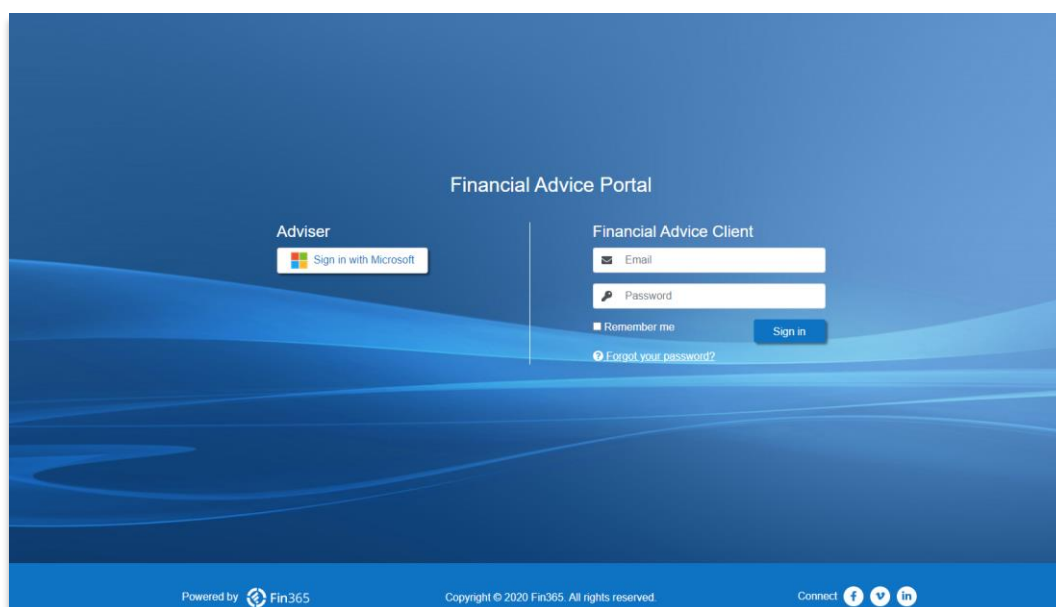 Financial Advice Portal
Adviser
Sign in with Microsoft
Financial Advice Client
Email
Password
Remember me
Sign in
Forgot your password?
Powered by Fin365
Copyright © 2020 Fin365. All rights reserved.
Connect